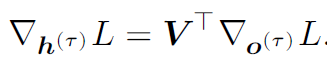 ∇_{𝒉^{(τ)}} L = 𝑽^⊤ ∇_{𝒐^{(τ)}} L.